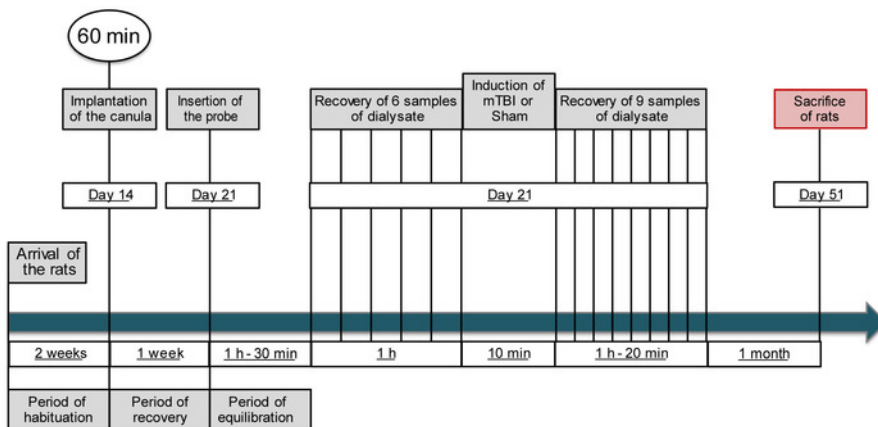 60 min
Implantation
of the canula
Insertion of
the probe
Recovery of 6 samples
of dialysate
Induction of
mTBI or
Sham
Recovery of 9 samples
of dialysate
Sacrifice
of rats
Day 14
Day 21
Day 21
Day 51
Arrival of
the rats
2 weeks
1 week
1 h - 30 min
1 h
10 min
1 h - 20 min
1 month
Period of
habituation
Period of
recovery
Period of
equilibration